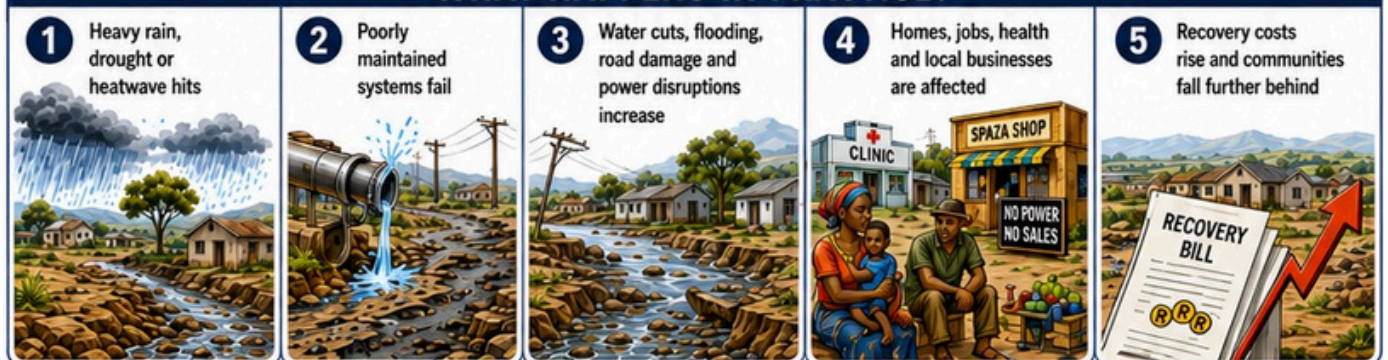 1
Heavy rain,
drought or
heatwave hits
2
Poorly
maintained
systems fail
3
Water cuts, flooding,
road damage and
power disruptions
increase
4
Homes, jobs, health
and local businesses
are affected
CLINIC
SPAZA SHOP
NO POWER
NO SALES
5
Recovery costs
rise and communities
fall further behind
RECOVERY
BILL
R R R